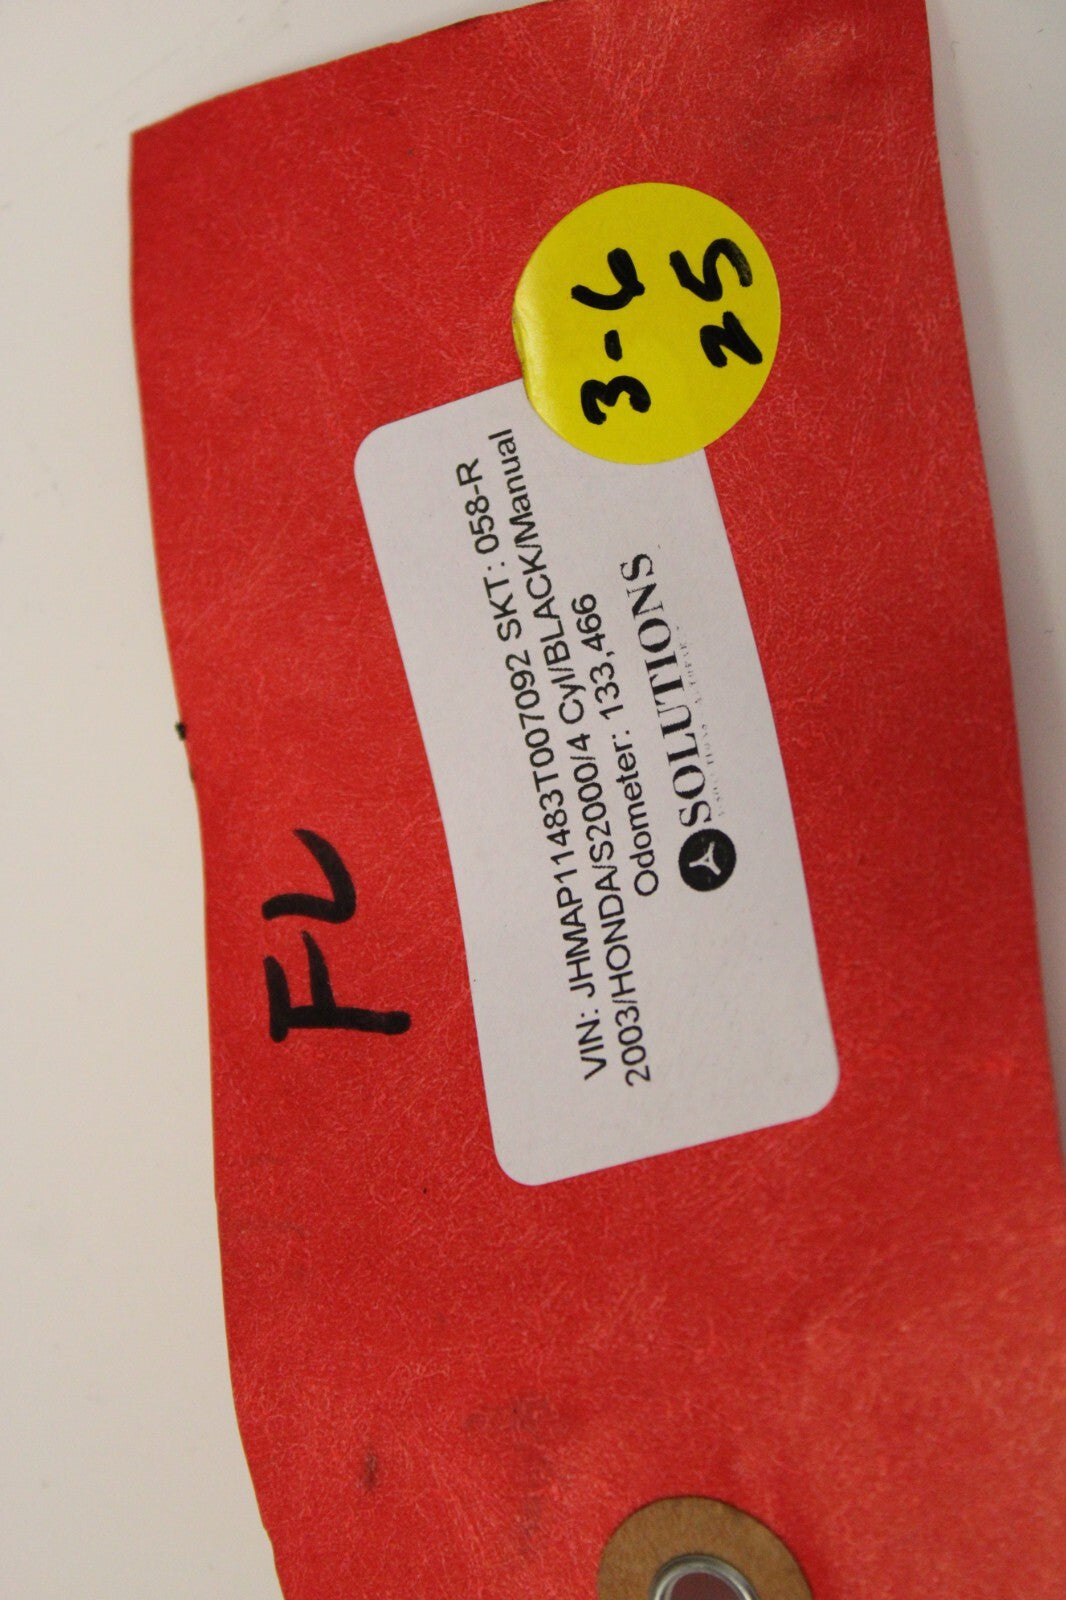 3-6
25
FL
VIN: JHMAP11483T007092 SKT: 058-R
2003/HONDA/S2000/4 Cyl/BLACK/Manual
Odometer: 133,466
SOLUTIONS